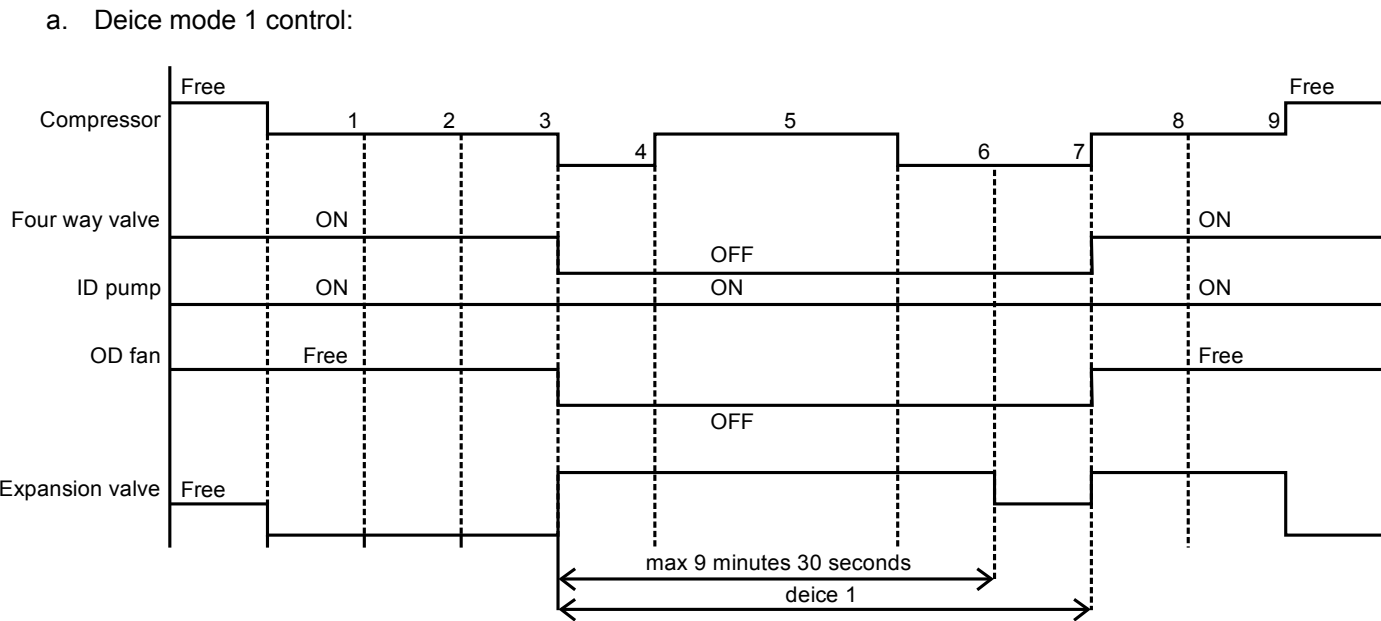 a. Deice mode 1 control:
Free
Free
Compressor
1
2
3
4
5
6
7
8
9
Four way valve
ON
OFF
ON
ID pump
ON
ON
ON
OD fan
Free
OFF
Free
Expansion valve
Free
max 9 minutes 30 seconds
deice 1